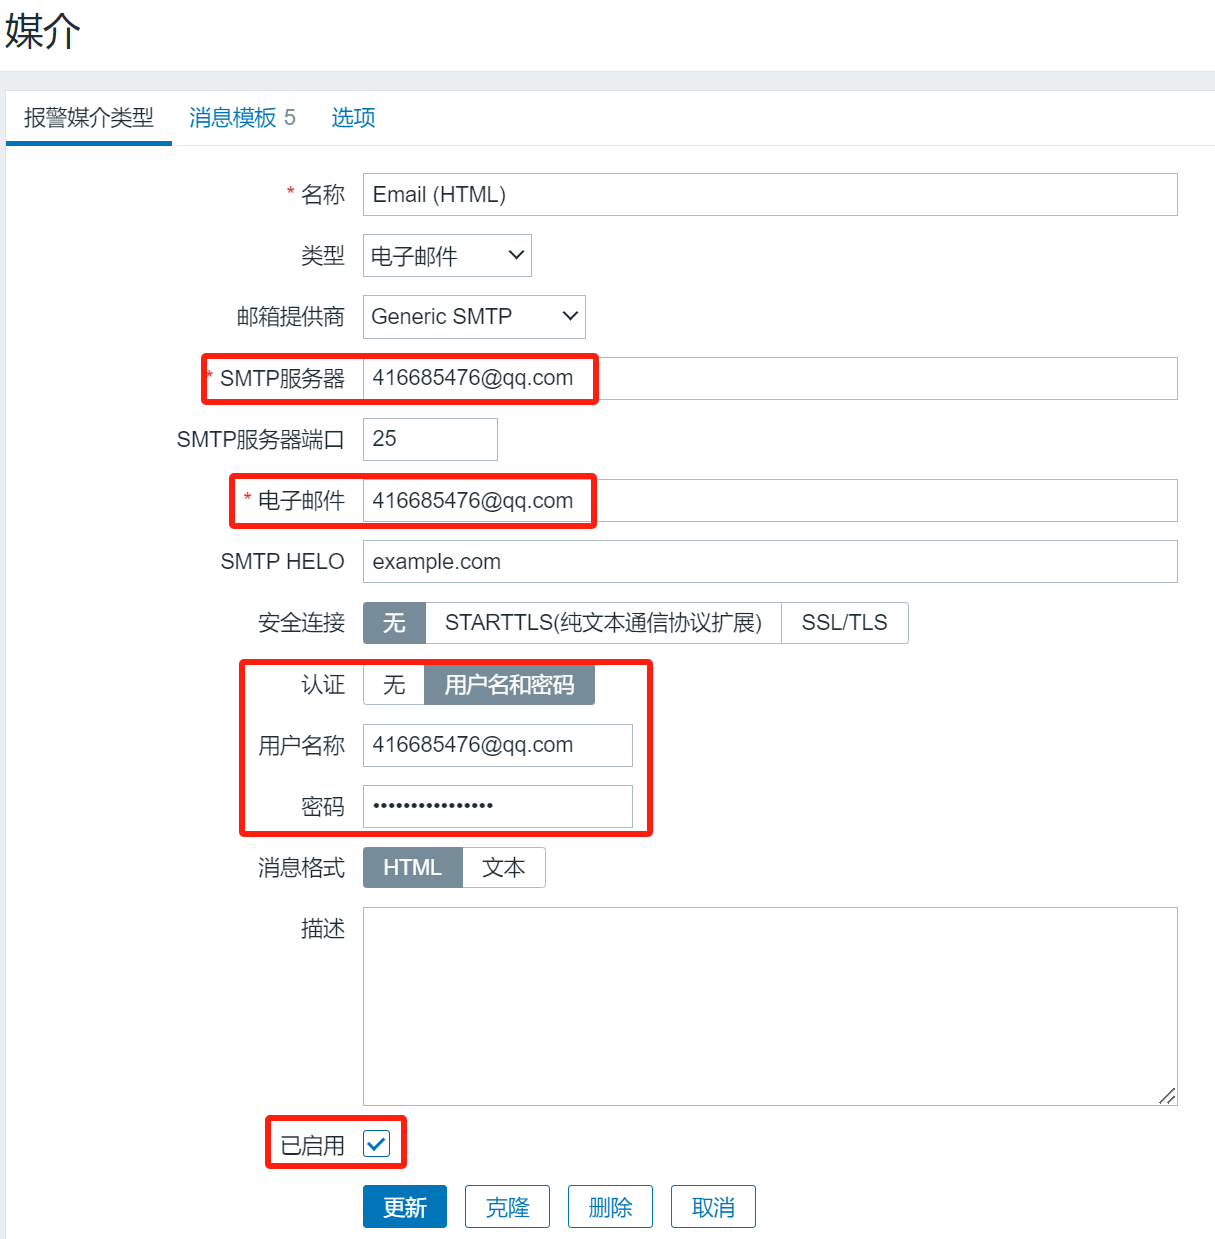 媒介
报警媒介类型 消息模板 5 选项
* 名称 Email (HTML)
类型 电子邮件
邮箱提供商 Generic SMTP
* SMTP服务器 416685476@qq.com
SMTP服务器端口 25
* 电子邮件 416685476@qq.com
SMTP HELO example.com
安全连接 无 STARTTLS(纯文本通信协议扩展) SSL/TLS
认证 无 用户名和密码
用户名称 416685476@qq.com
密码 ••••••••••••••••
消息格式 HTML 文本
描述
已启用
更新 克隆 删除 取消